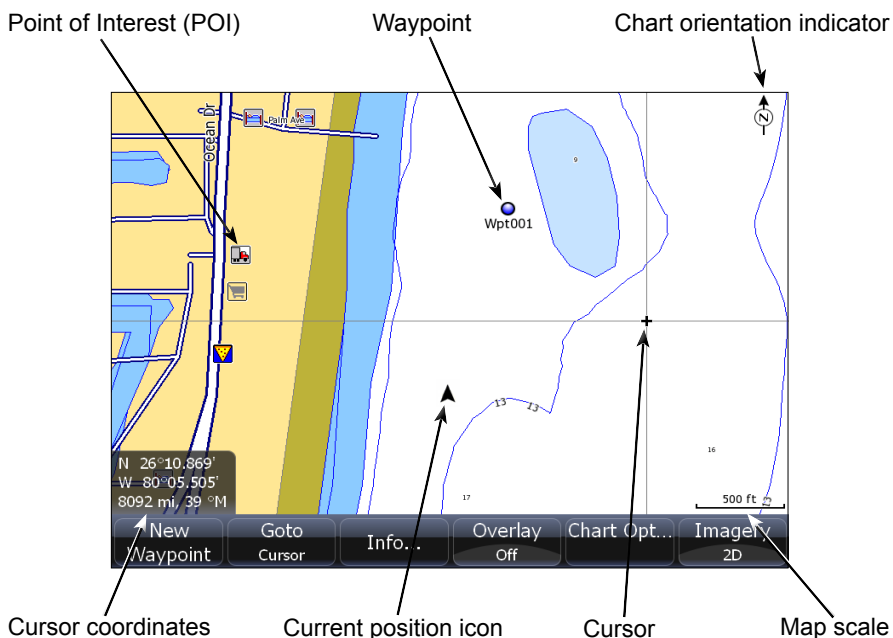 Point of Interest (POI)
Waypoint
Chart orientation indicator
N
Ocean Dr
Palm Ave
9
Wpt001
13
13
16
17
13
500 ft
N 26°10.869'
W 80°05.505'
8092 mi, 39 °M
New
Waypoint
Goto
Cursor
Info...
Overlay
Off
Chart Opt...
Imagery
2D
Cursor coordinates
Current position icon
Cursor
Map scale